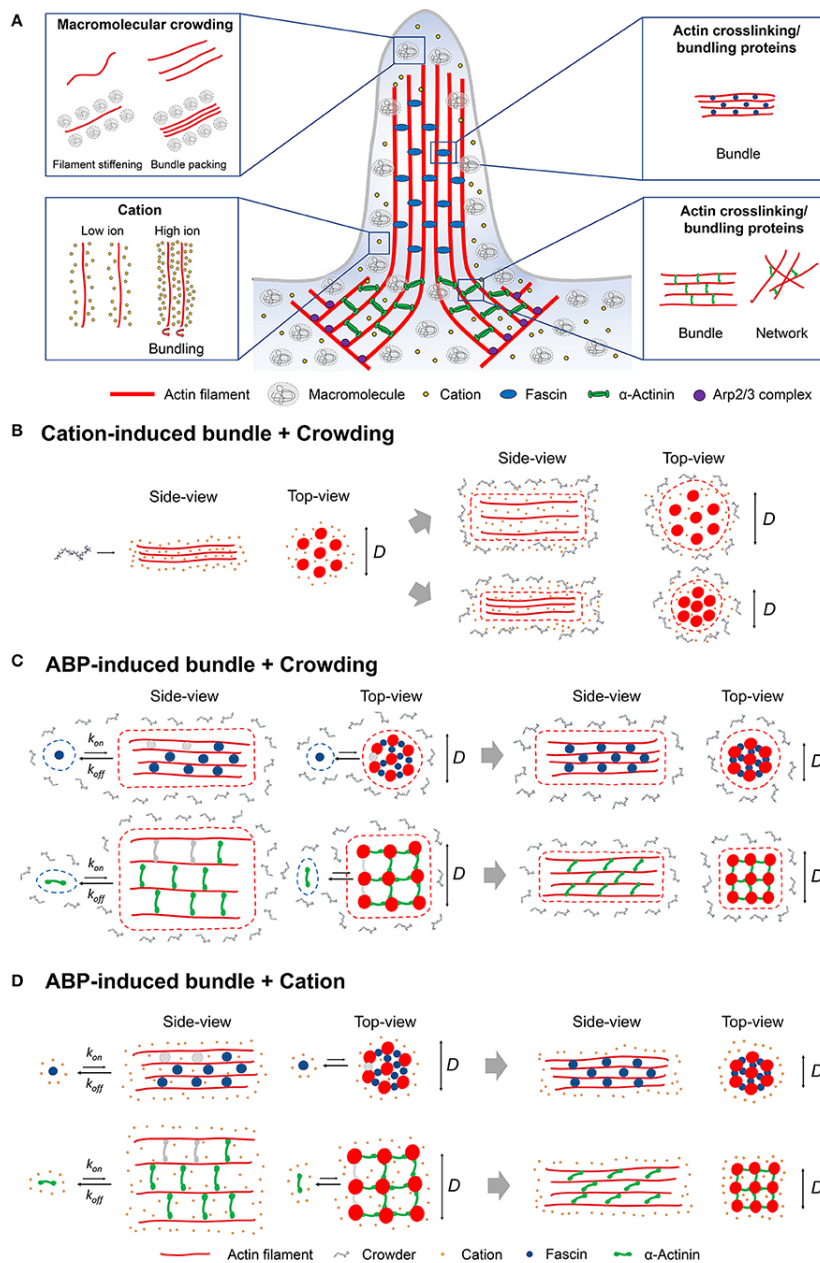 A
Macromolecular crowding
Filament stiffening
Bundle packing
Actin crosslinking/
bundling proteins
Bundle
Cation
Low ion
High ion
Bundling
Actin crosslinking/
bundling proteins
Bundle
Network
Actin filament
Macromolecule
Cation
Fascin
α-Actinin
Arp2/3 complex
B Cation-induced bundle + Crowding
Side-view
Top-view
D
Side-view
Top-view
D
D
C ABP-induced bundle + Crowding
Side-view
Top-view
Side-view
Top-view
kon
koff
D
D
kon
koff
D
D
D ABP-induced bundle + Cation
Side-view
Top-view
Side-view
Top-view
kon
koff
D
D
kon
koff
D
D
Actin filament
Crowder
Cation
Fascin
α-Actinin